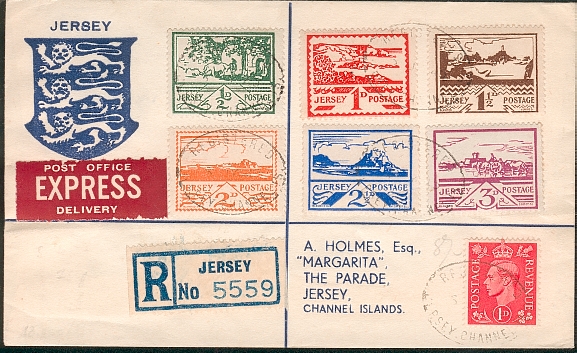 JERSEY
POST OFFICE
EXPRESS
DELIVERY
½D
JERSEY POSTAGE
1D
JERSEY POSTAGE
1½D
JERSEY POSTAGE
2D
JERSEY POSTAGE
2½D
JERSEY POSTAGE
3D
JERSEY POSTAGE
R JERSEY
No 5559
A. HOLMES, Esq.,
"MARGARITA",
THE PARADE,
JERSEY,
CHANNEL ISLANDS.
POSTAGE REVENUE
1D